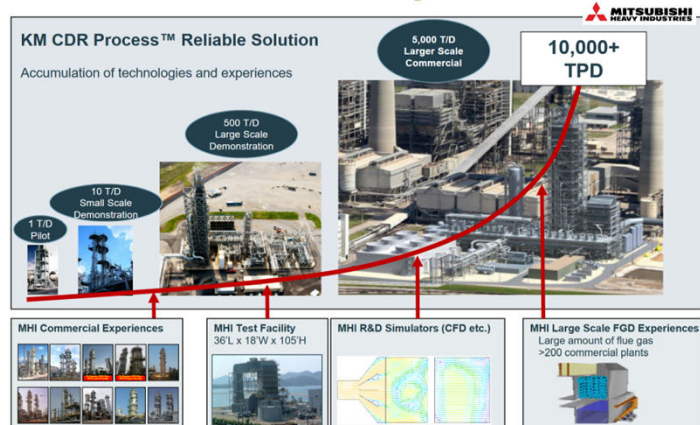 MITSUBISHI
HEAVY INDUSTRIES
KM CDR Process™ Reliable Solution
Accumulation of technologies and experiences
5,000 T/D
Larger Scale
Commercial
10,000+
TPD
500 T/D
Large Scale
Demonstration
10 T/D
Small Scale
Demonstration
1 T/D
Pilot
MHI Commercial Experiences
MHI Test Facility
36'L x 18'W x 105'H
MHI R&D Simulators (CFD etc.)
MHI Large Scale FGD Experiences
Large amount of flue gas
>200 commercial plants